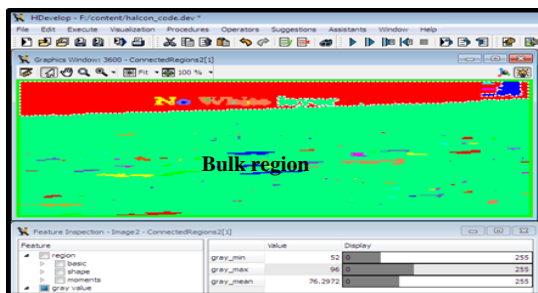 HDevelop - F:/content/halcon_code.dev *
File Edit Execute Visualization Procedures Operators Suggestions Assistants Window Help
Graphics Window: 3600 - ConnectedRegions2[1]
Fit 100 %
No White layer
Bulk region
Feature Inspection - Image2 - ConnectedRegions2[1]
Feature Value Display
region
basic
shape
moments
gray value
gray_min 52 0 255
gray_max 96 0 255
gray_mean 76.2972 0 255